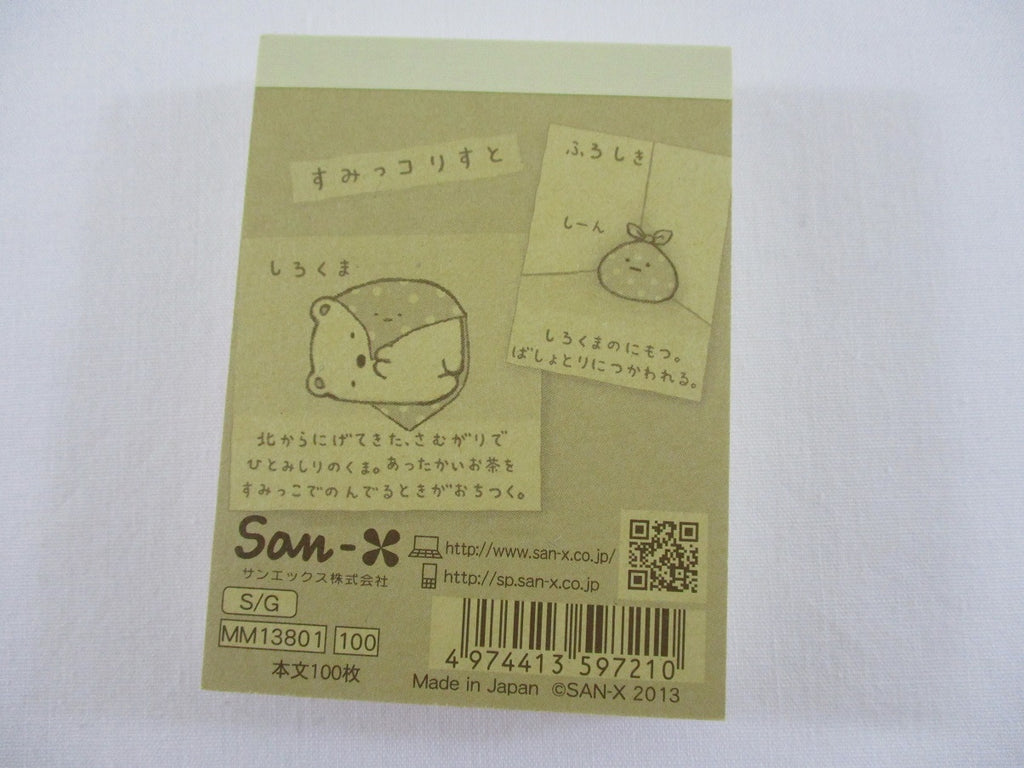 すみっコりすと
ふろしき
しーん
しろくまのにもつ。
ばしょとりにつかわれる。
しろくま
北からにげてきた、さむがりで
ひとみしりのくま。あったかいお茶を
すみっこでのんでるときがおちつく。
San-X
サンエックス株式会社
http://www.san-x.co.jp/
http://sp.san-x.co.jp
S/G
MM13801 100
本文100枚
4 974413 597210
Made in Japan ©SAN-X 2013